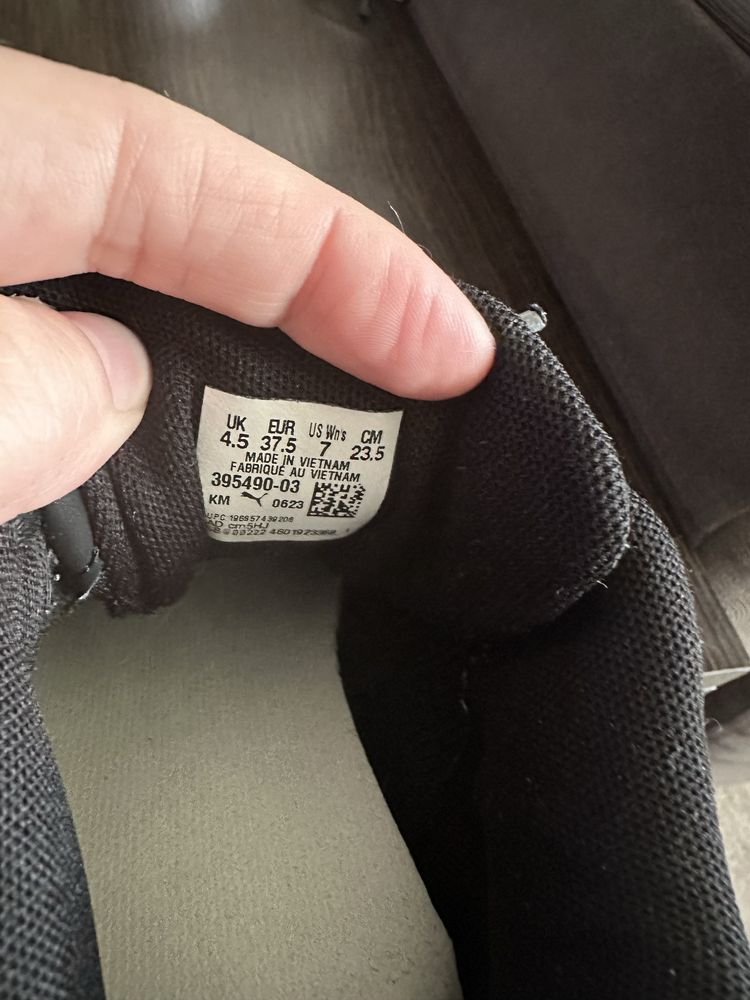 UK EUR US Wn's CM
4.5 37.5 7 23.5
MADE IN VIETNAM
FABRIQUE AU VIETNAM
395490-03
KM 0623
UPC: